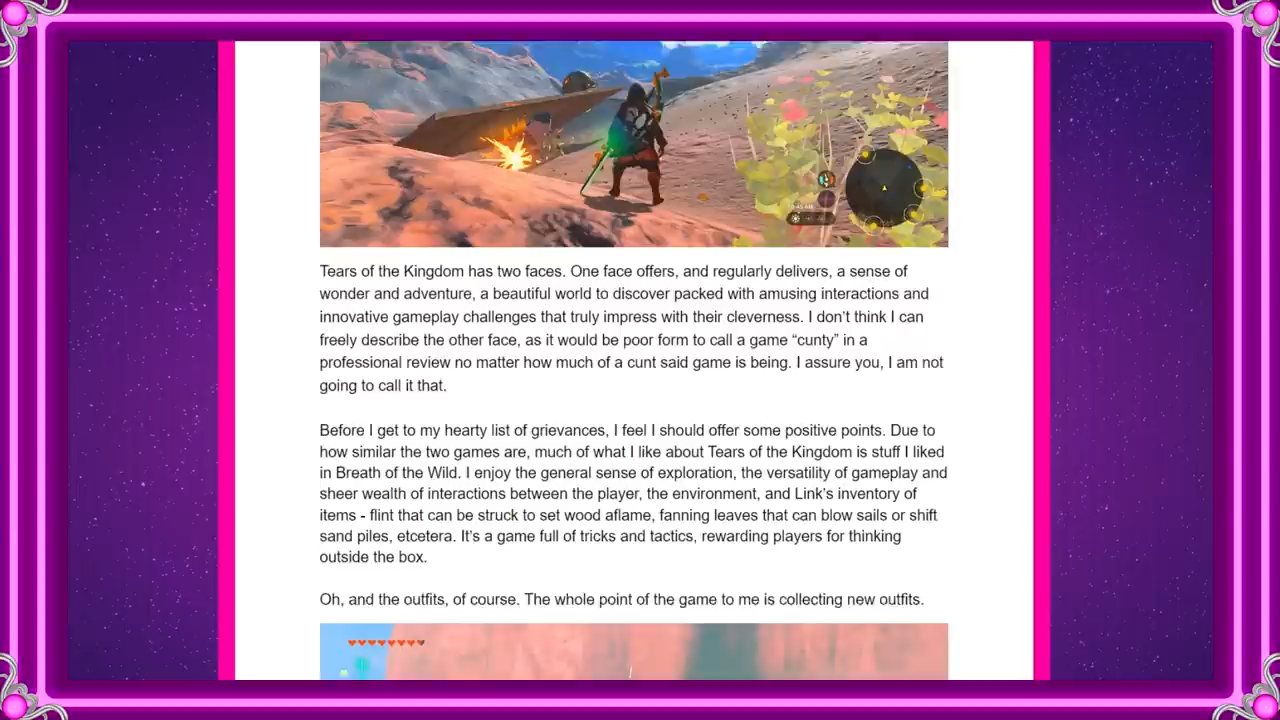 Tears of the Kingdom has two faces. One face offers, and regularly delivers, a sense of
wonder and adventure, a beautiful world to discover packed with amusing interactions and
innovative gameplay challenges that truly impress with their cleverness. I don’t think I can
freely describe the other face, as it would be poor form to call a game “cunty” in a
professional review no matter how much of a cunt said game is being. I assure you, I am not
going to call it that.
Before I get to my hearty list of grievances, I feel I should offer some positive points. Due to
how similar the two games are, much of what I like about Tears of the Kingdom is stuff I liked
in Breath of the Wild. I enjoy the general sense of exploration, the versatility of gameplay and
sheer wealth of interactions between the player, the environment, and Link’s inventory of
items - flint that can be struck to set wood aflame, fanning leaves that can blow sails or shift
sand piles, etcetera. It’s a game full of tricks and tactics, rewarding players for thinking
outside the box.
Oh, and the outfits, of course. The whole point of the game to me is collecting new outfits.